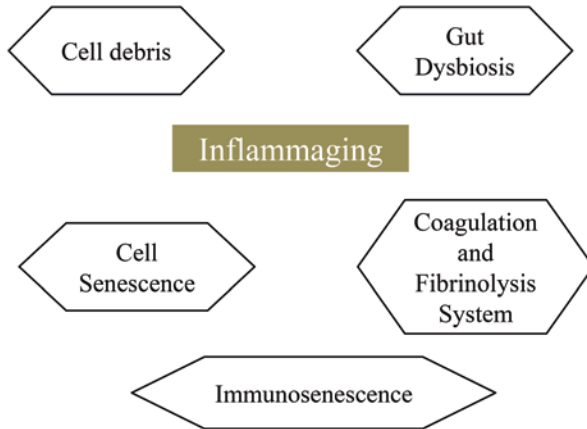 Cell debris
Gut
Dysbiosis
Inflammaging
Cell
Senescence
Coagulation
and
Fibrinolysis
System
Immunosenescence